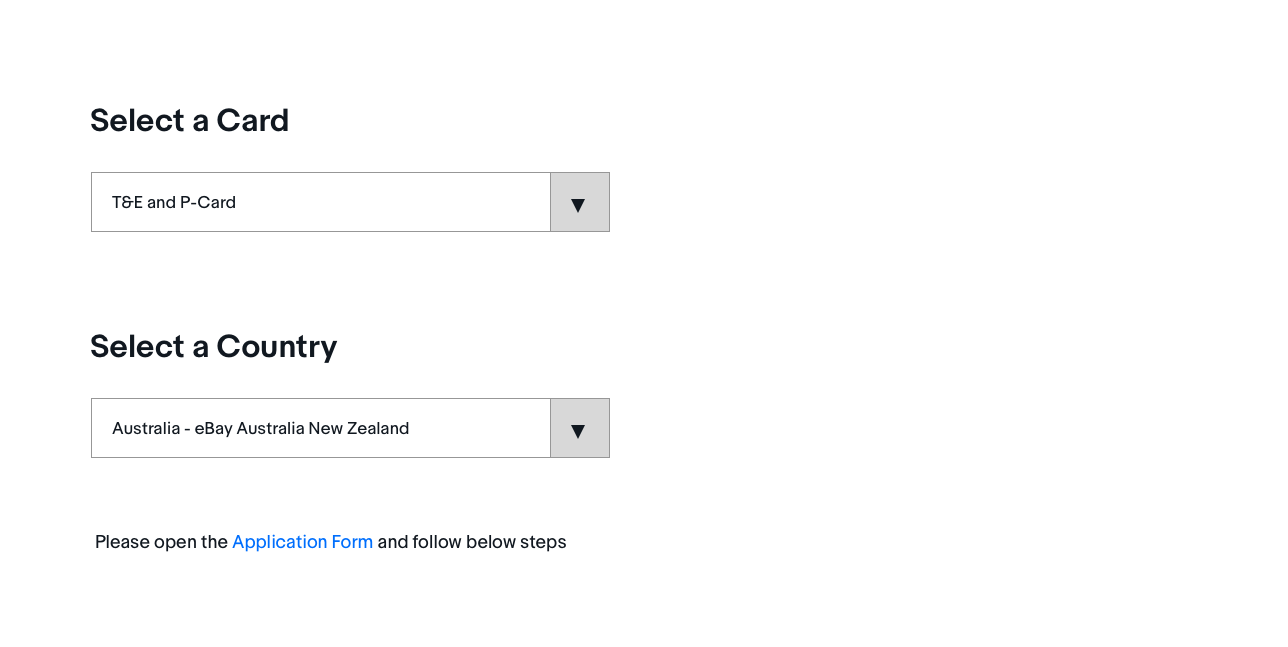 Select a Card
T&E and P-Card
Select a Country
Australia - eBay Australia New Zealand
Please open the Application Form and follow below steps